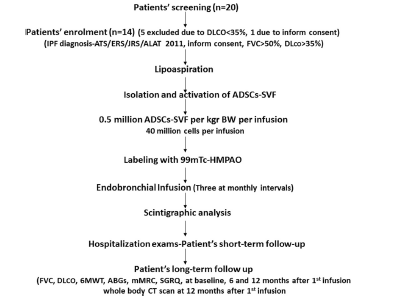 Patients' screening (n=20)
Patients' enrolment (n=14) (5 excluded due to DLCO<35%, 1 due to inform consent)
(IPF diagnosis-ATS/ERS/JRS/ALAT 2011, inform consent, FVC>50%, DLco>35%)
Lipoaspiration
Isolation and activation of ADSCs-SVF
0.5 million ADSCs-SVF per kgr BW per infusion
40 million cells per infusion
Labeling with 99mTc-HMPAO
Endobronchial Infusion (Three at monthly intervals)
Scintigraphic analysis
Hospitalization exams-Patient's short-term follow-up
Patient's long-term follow up
(FVC, DLCO, 6MWT, ABGs, mMRC, SGRQ, at baseline, 6 and 12 months after 1st infusion
whole body CT scan at 12 months after 1st infusion